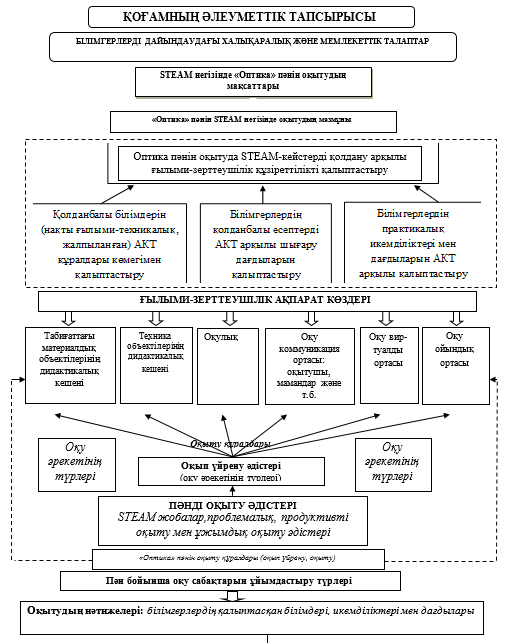 ҚОҒАМНЫҢ ӘЛЕУМЕТТІК ТАПСЫРЫСЫ
БІЛІМГЕРЛЕРДІ ДАЙЫНДАУДАҒЫ ХАЛЫҚАРАЛЫҚ ЖӘНЕ МЕМЛЕКЕТТІК ТАЛАПТАР
STEAM негізінде «Оптика» пәнін оқытудың
мақсаттары
«Оптика» пәнін STEAM негізінде оқытудың мазмұны
Оптика пәнін оқытуда STEAM-кейстерді қолдану арқылы
ғылыми-зерттеушілік құзіреттілікті қалыптастыру
Қолданбалы білімдерін
(нақты ғылыми-техникалық,
жалпыланған) АКТ
құралдары көмегімен
қалыптастыру
Білімгерлердің
қолданбалы есептерді
АКТ арқылы шығару
дағдыларын
қалыптастыру
Білімгерлердің
практикалық
икемділіктері мен
дағдыларын АКТ
арқылы қалыптастыру
ҒЫЛЫМИ-ЗЕРТТЕУШІЛІК АҚПАРАТ КӨЗДЕРІ
Табиғаттағы
материалдық
объектілерінің
дидактикалық
кешені
Техника
объектілерінің
дидактикалық
кешені
Оқулық
Оқу
коммуникация
ортасы:
оқытушы,
мамандар және
т.б.
Оқу вир-
туалды
ортасы
Оқу
ойындық
ортасы
Оқыту құралдары
Оқу
әрекетінің
түрлері
Оқып үйрену әдістері
(оқу әрекетінің түрлері)
Оқу
әрекетінің
түрлері
ПӘНДІ ОҚЫТУ ӘДІСТЕРІ
STEAM жобалар,проблемалық, продуктивті
оқыту мен ұжымдық оқыту әдістері
«Оптика» пәнін оқыту құралдары (оқып үйрену, оқыту)
Пән бойынша оқу сабақтарын ұйымдастыру түрлері
Оқытудың нәтижелері: білімгерлердің қалыптасқан білімдері, икемділіктері мен дағдылары